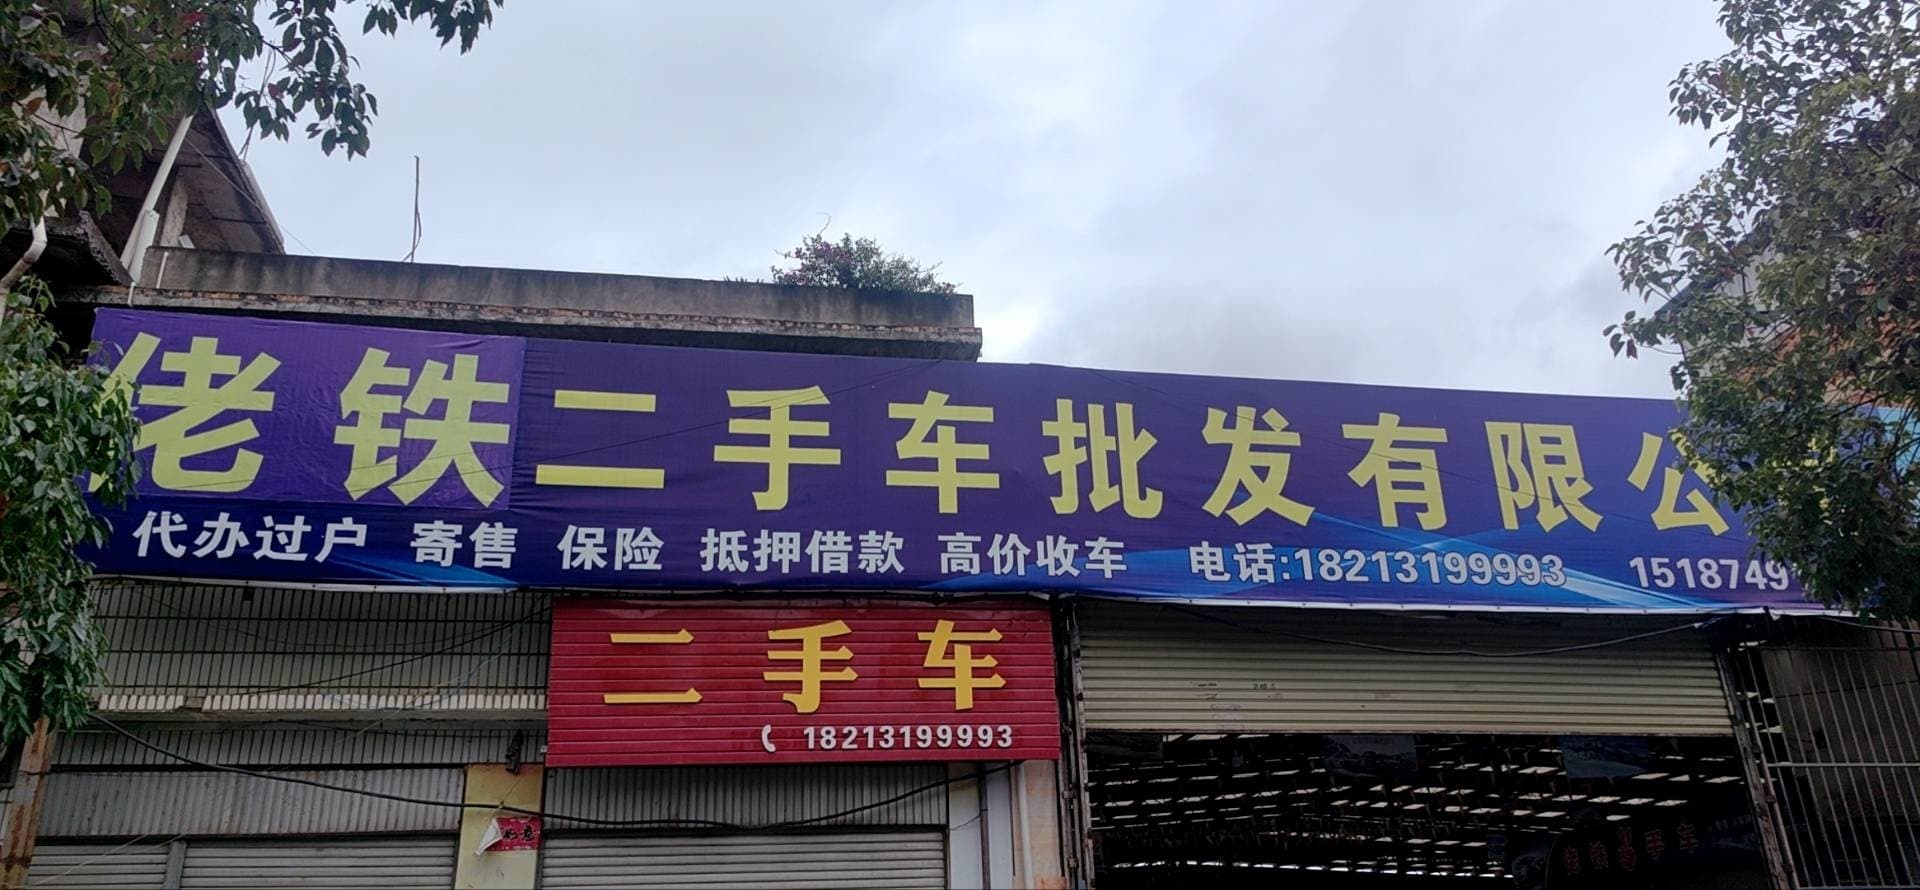 佬铁二手车批发有限公
代办过户 寄售 保险 抵押借款 高价收车 电话:18213199993 1518749
二手车
18213199993